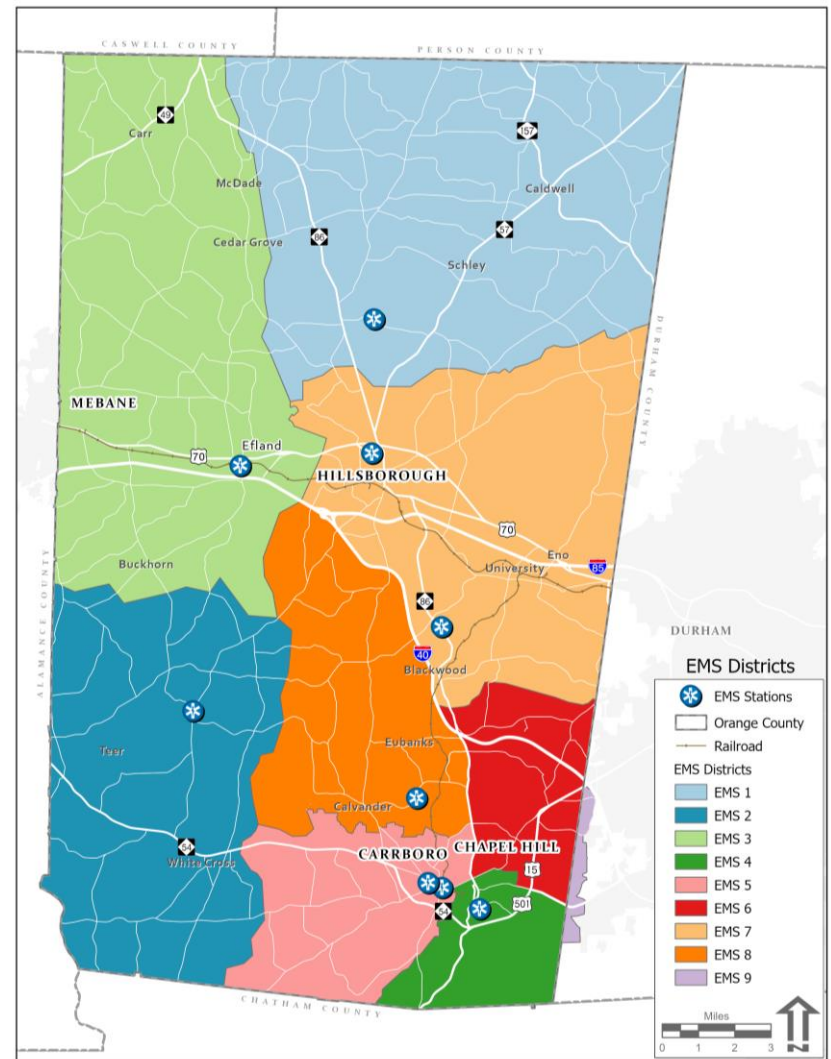 CASWELL COUNTY
PERSON COUNTY
49
Carr
157
McDade
Caldwell
Cedar Grove
86
57
Schley
DURHAM COUNTY
MEBANE
70
Efland
HILLSBOROUGH
70
Eno
University
85
Buckhorn
86
ALAMANCE COUNTY
DURHAM
40
Blackwood
Teer
Eubanks
Calvander
54
White Cross
CARRBORO
CHAPEL HILL
15
54
501
CHATHAM COUNTY
EMS Districts
EMS Stations
Orange County
Railroad
EMS Districts
EMS 1
EMS 2
EMS 3
EMS 4
EMS 5
EMS 6
EMS 7
EMS 8
EMS 9
Miles
0 1 2 3
N